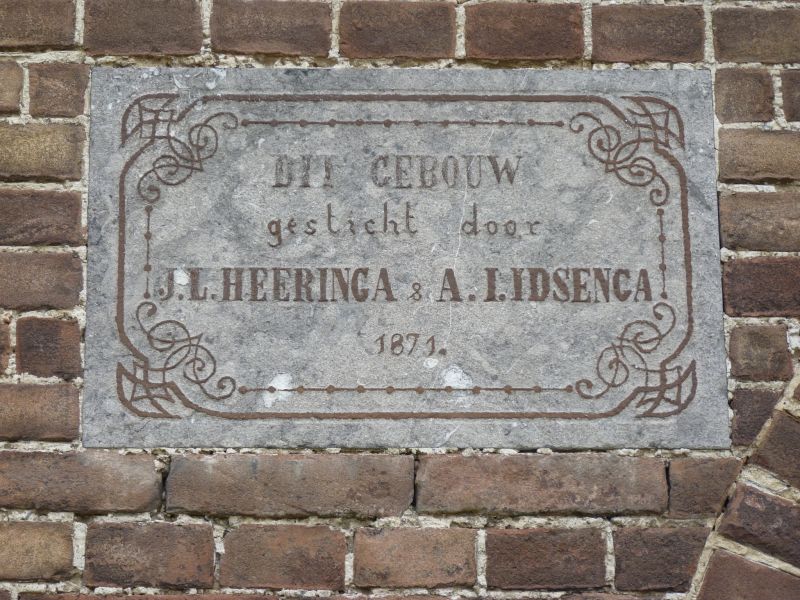 DIT GEBOUW
gesticht door
J.L. HEERINGA & A. I. IDSENGA
1871.